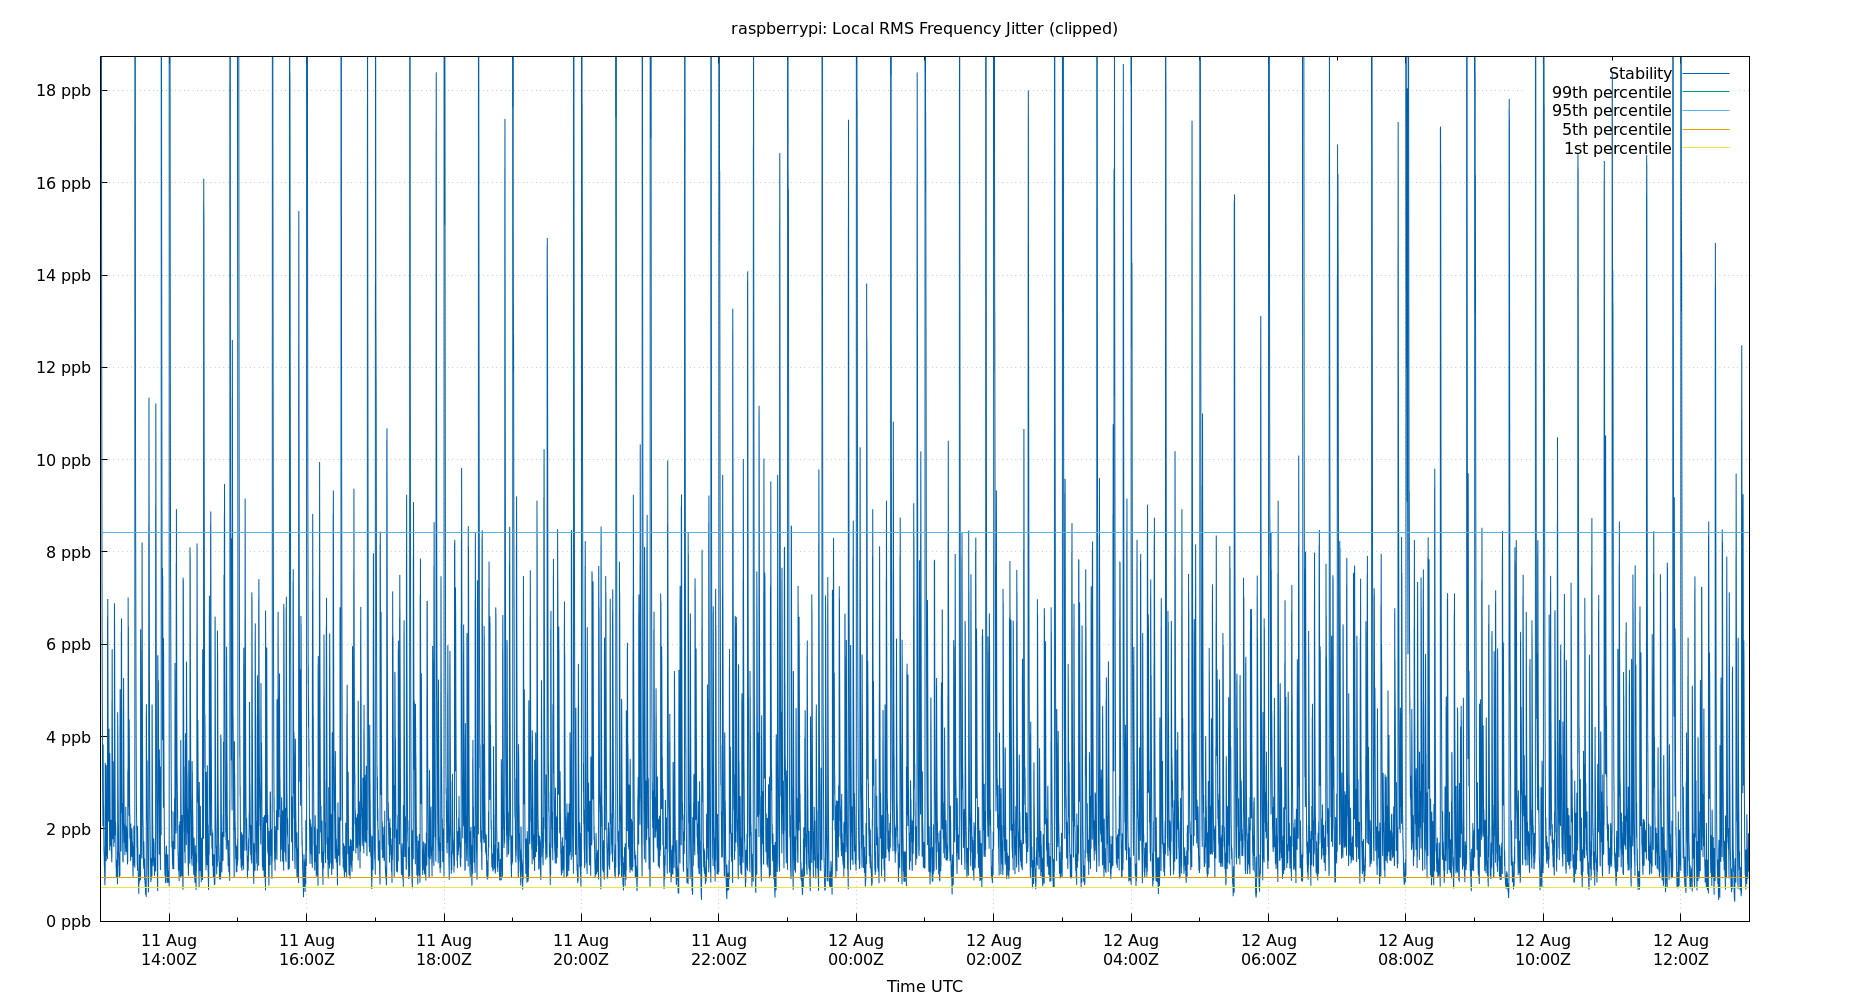 raspberrypi: Local RMS Frequency Jitter (clipped)
Stability
99th percentile
95th percentile
5th percentile
1st percentile
18 ppb
16 ppb
14 ppb
12 ppb
10 ppb
8 ppb
6 ppb
4 ppb
2 ppb
0 ppb
11 Aug 11 Aug 11 Aug 11 Aug 11 Aug 12 Aug 12 Aug 12 Aug 12 Aug 12 Aug 12 Aug 12 Aug
14:00Z 16:00Z 18:00Z 20:00Z 22:00Z 00:00Z 02:00Z 04:00Z 06:00Z 08:00Z 10:00Z 12:00Z
Time UTC